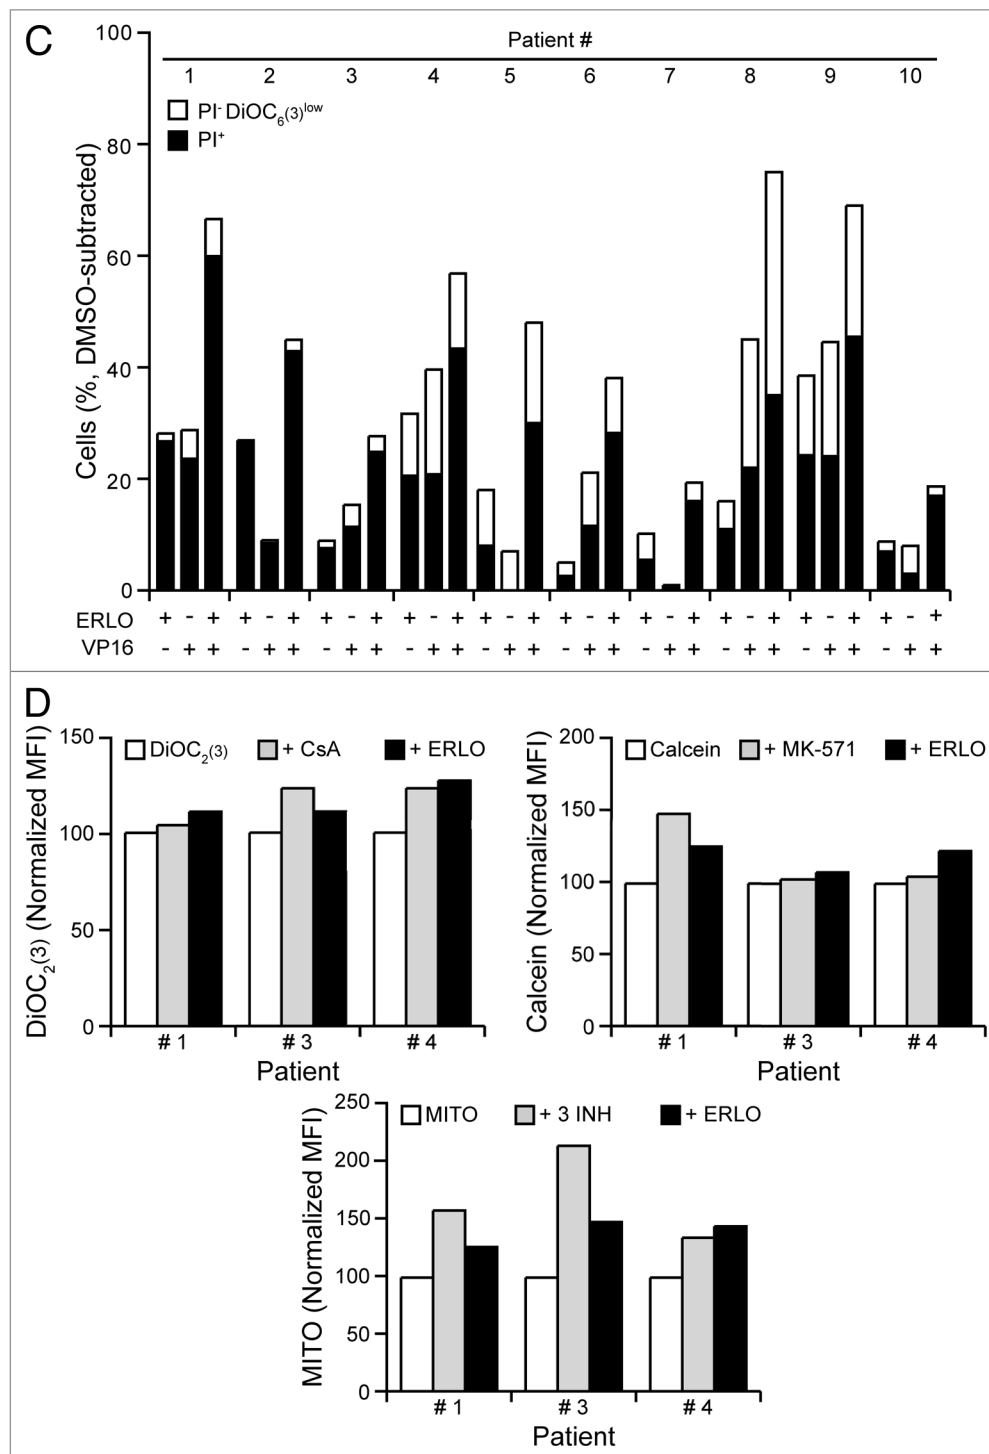 C
Patient #
1 2 3 4 5 6 7 8 9 10
PI⁻ DiOC₆(3)ˡᵒʷ
PI⁺
Cells (%, DMSO-subtracted)
100
80
60
40
20
0
ERLO + - + + - + + - + + - + + - + + - + + - + + - + + - + + - +
VP16 - + + - + + - + + - + + - + + - + + - + + - + + - + + - + +
D
DiOC₂(3) (Normalized MFI)
DiOC₂(3) + CsA + ERLO
150
100
50
0
# 1 # 3 # 4
Patient
Calcein (Normalized MFI)
Calcein + MK-571 + ERLO
200
150
100
50
0
# 1 # 3 # 4
Patient
MITO (Normalized MFI)
MITO + 3 INH + ERLO
250
200
150
100
50
0
# 1 # 3 # 4
Patient